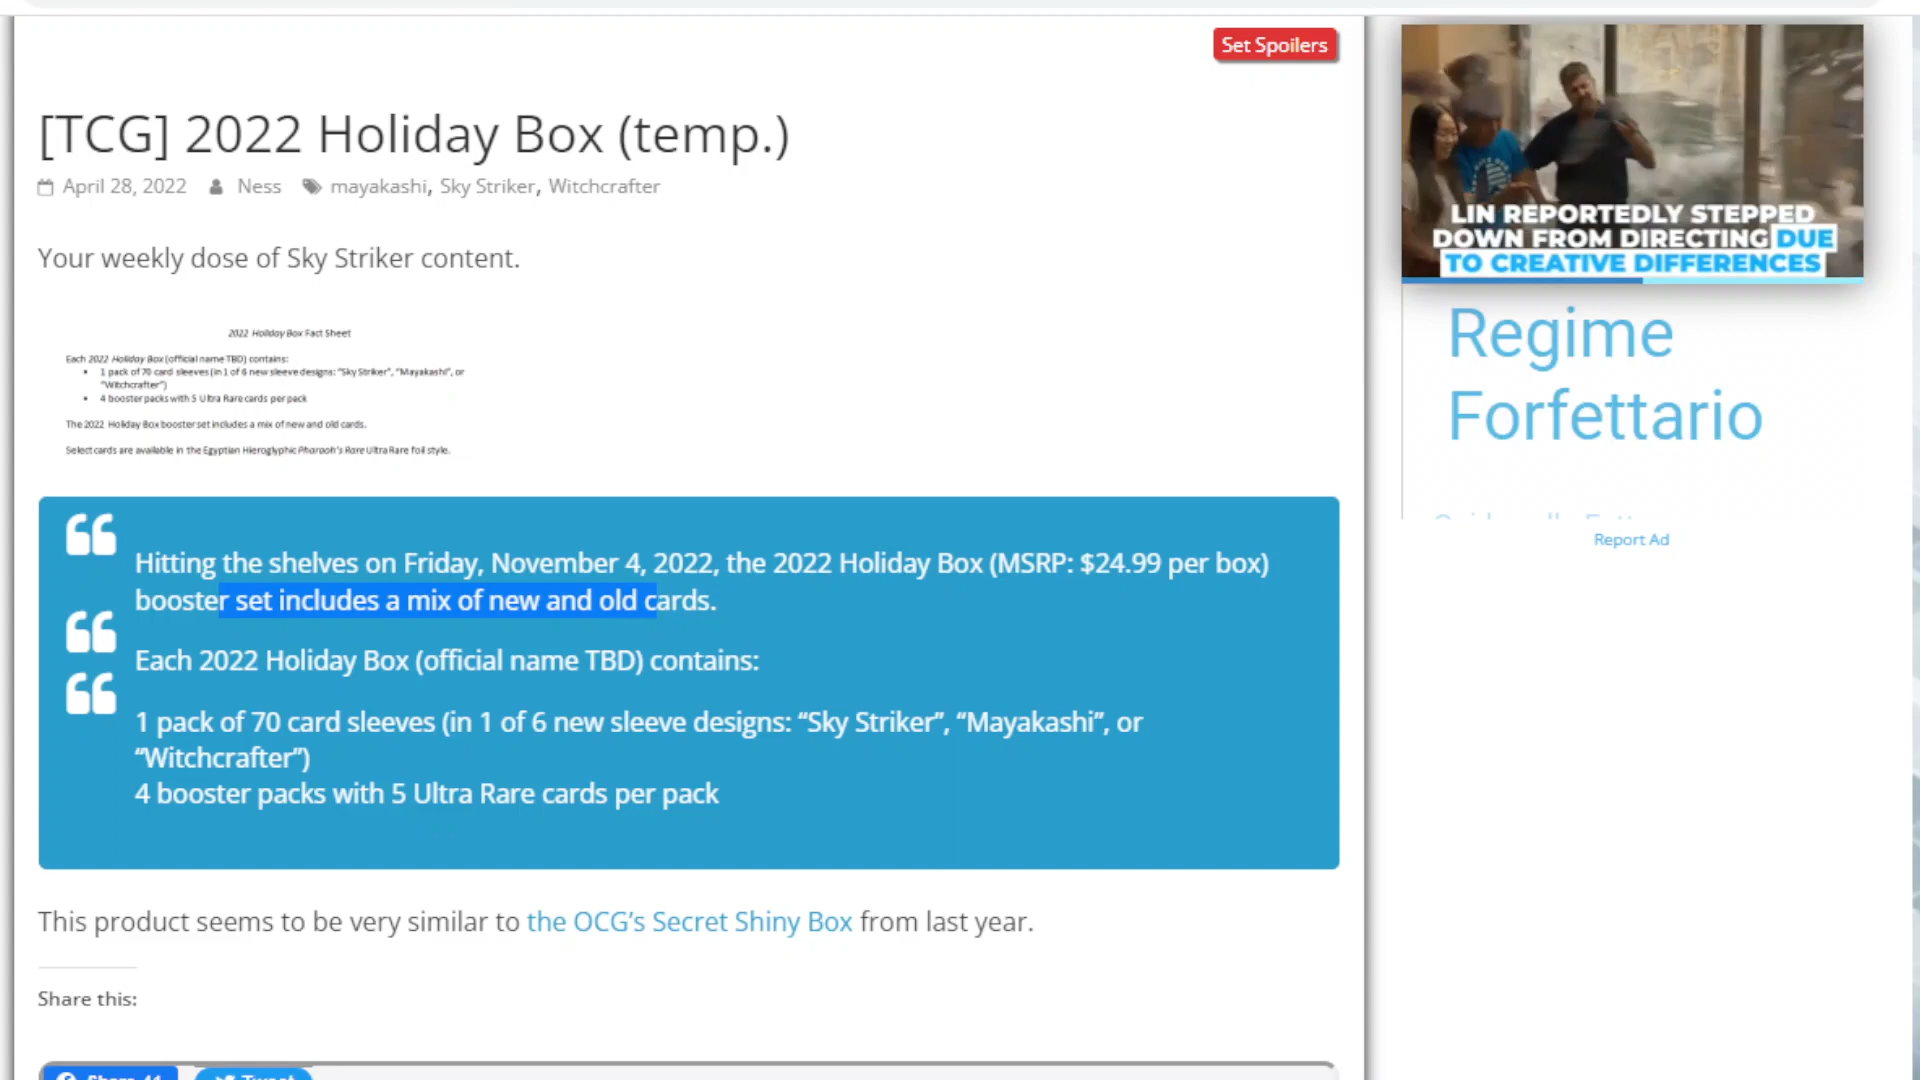 Set Spoilers
[TCG] 2022 Holiday Box (temp.)
April 28, 2022 Ness mayakashi, Sky Striker, Witchcrafter
Your weekly dose of Sky Striker content.
2022 Holiday Box Fact Sheet
Each 2022 Holiday Box (official name TBD) contains:
• 1 pack of 70 card sleeves (in 1 of 6 new sleeve designs: "Sky Striker", "Mayakashi", or
"Witchcrafter")
• 4 booster packs with 5 Ultra Rare cards per pack
The 2022 Holiday Box booster set includes a mix of new and old cards.
Select cards are available in the Egyptian Hieroglyphic Pharaoh's Rare Ultra Rare foil style.
Hitting the shelves on Friday, November 4, 2022, the 2022 Holiday Box (MSRP: $24.99 per box)
booster set includes a mix of new and old cards.
Each 2022 Holiday Box (official name TBD) contains:
1 pack of 70 card sleeves (in 1 of 6 new sleeve designs: “Sky Striker”, “Mayakashi”, or
“Witchcrafter”)
4 booster packs with 5 Ultra Rare cards per pack
This product seems to be very similar to the OCG’s Secret Shiny Box from last year.
Share this:
Share 41
Tweet
LIN REPORTEDLY STEPPED
DOWN FROM DIRECTING DUE
TO CREATIVE DIFFERENCES
Regime
Forfettario
Report Ad